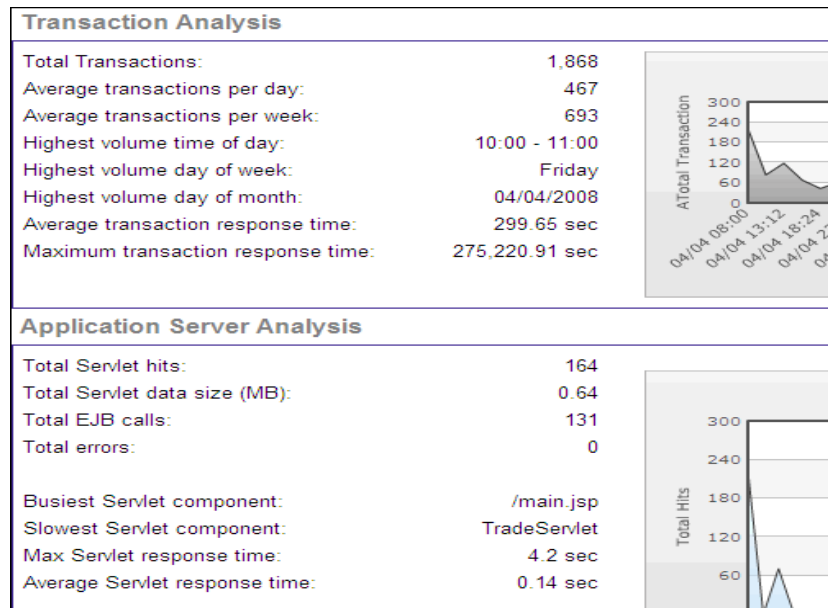 Transaction Analysis
Total Transactions: 1,868
Average transactions per day: 467
Average transactions per week: 693
Highest volume time of day: 10:00 - 11:00
Highest volume day of week: Friday
Highest volume day of month: 04/04/2008
Average transaction response time: 299.65 sec
Maximum transaction response time: 275,220.91 sec
ATotal Transaction
300
240
180
120
60
0
04/04 08:00
04/04 13:12
04/04 18:24
Application Server Analysis
Total Servlet hits: 164
Total Servlet data size (MB): 0.64
Total EJB calls: 131
Total errors: 0
Busiest Servlet component: /main.jsp
Slowest Servlet component: TradeServlet
Max Servlet response time: 4.2 sec
Average Servlet response time: 0.14 sec
Total Hits
300
240
180
120
60